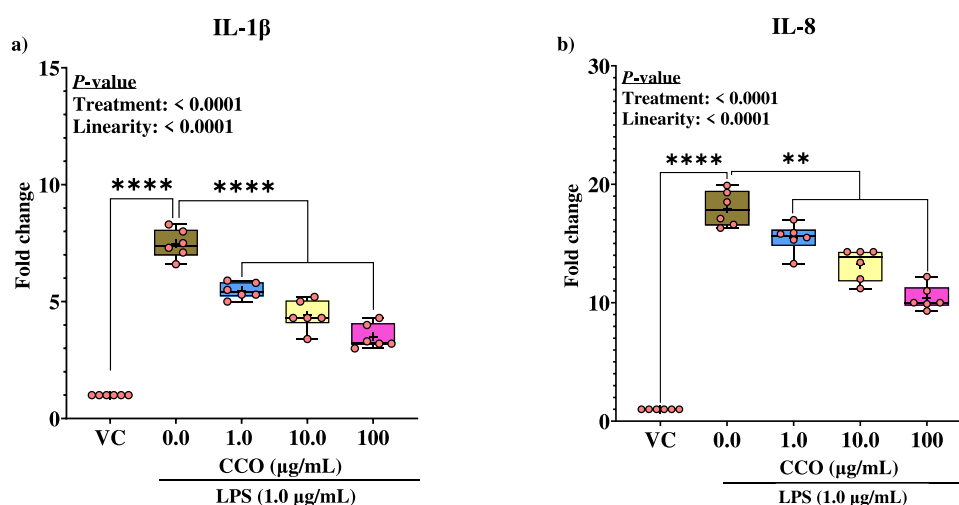 a)
IL-1β
15
10
5
0
Fold change
P-value
Treatment: < 0.0001
Linearity: < 0.0001
****
****
VC
0.0
1.0
10.0
100
CCO (µg/mL)
LPS (1.0 µg/mL)
b)
IL-8
30
20
10
0
Fold change
P-value
Treatment: < 0.0001
Linearity: < 0.0001
****
**
VC
0.0
1.0
10.0
100
CCO (µg/mL)
LPS (1.0 µg/mL)